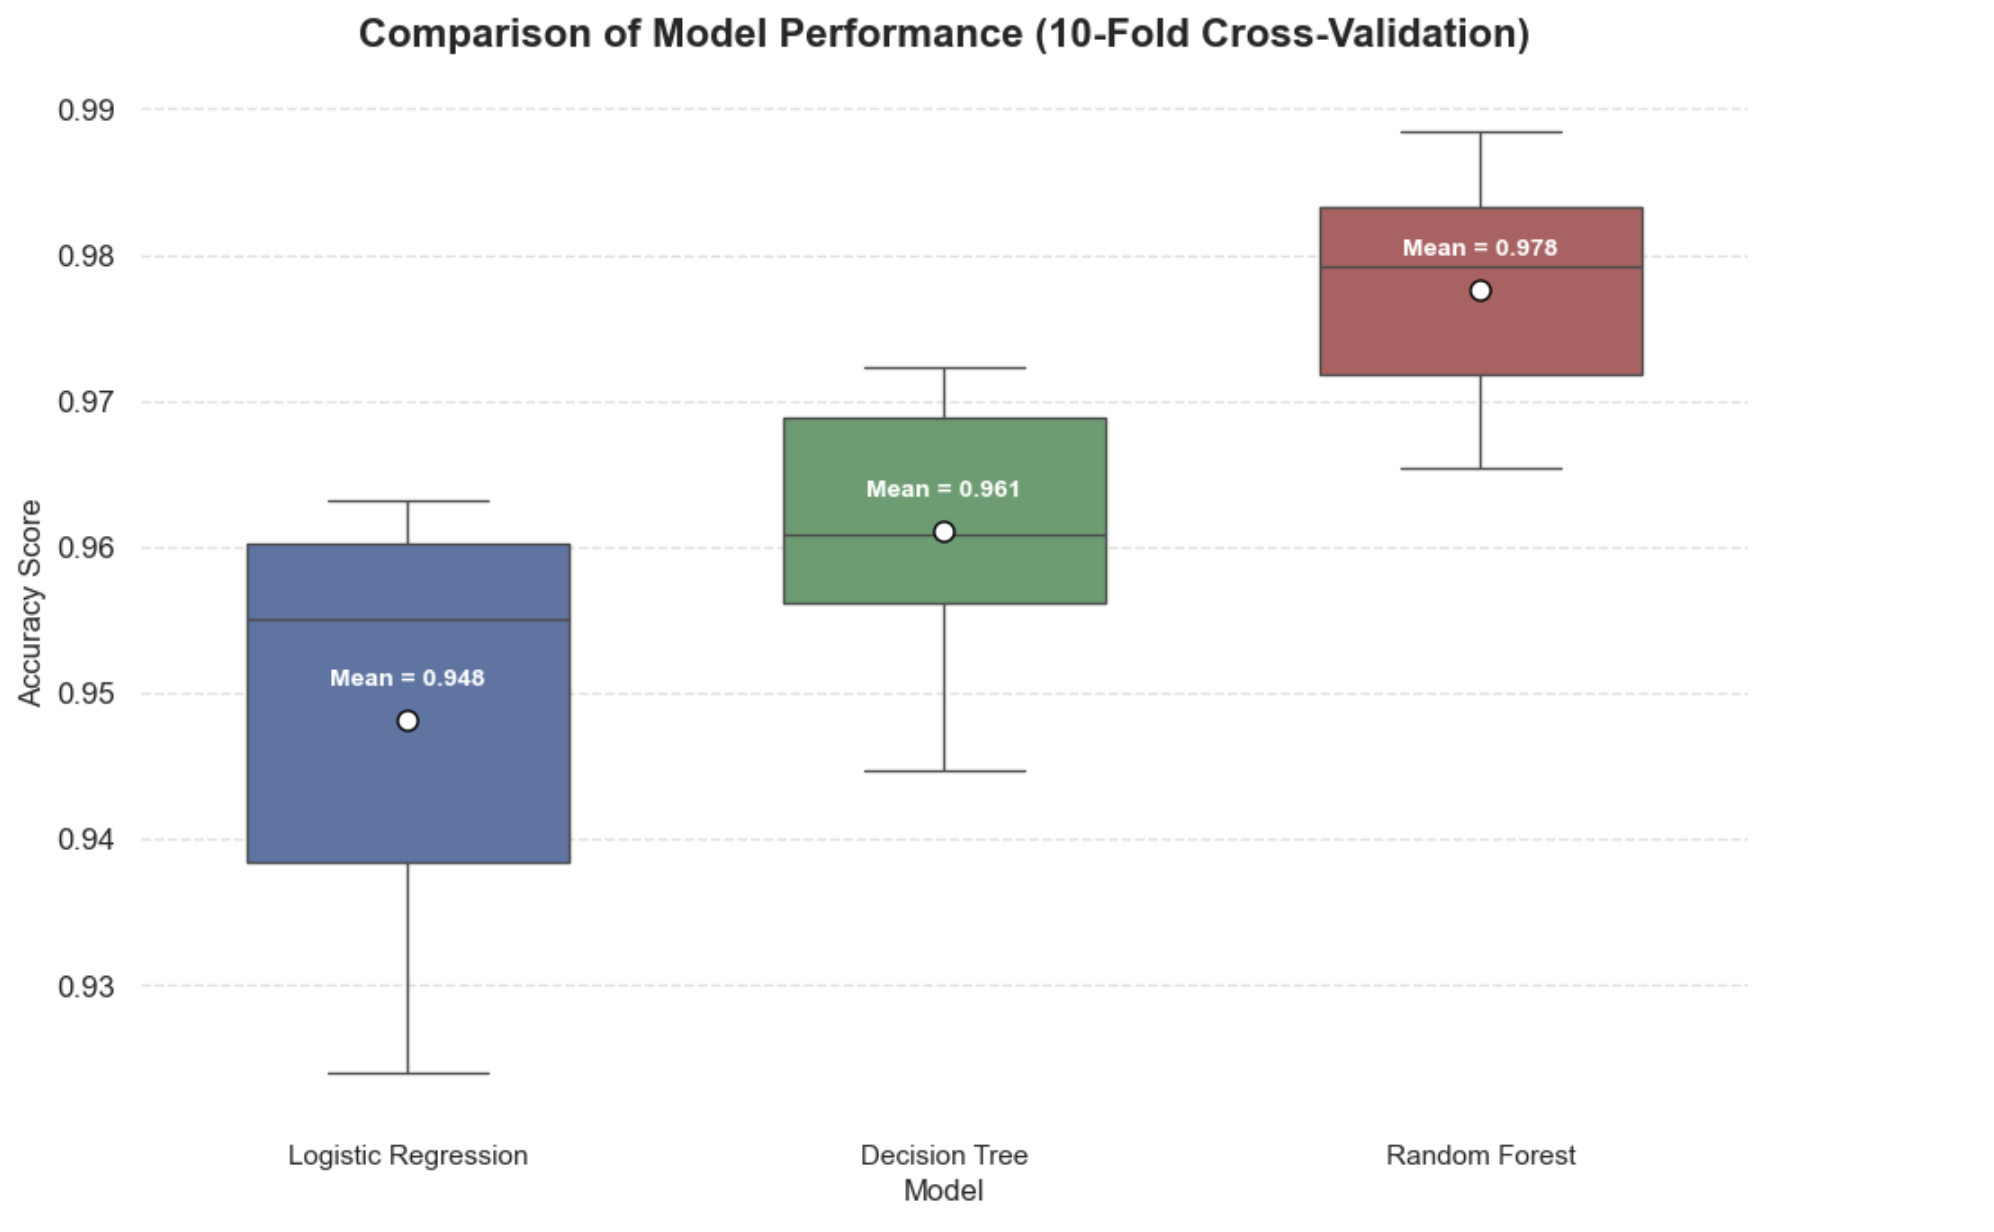 Comparison of Model Performance (10-Fold Cross-Validation)
0.99
0.98
0.97
0.96
0.95
0.94
0.93
Accuracy Score
Mean = 0.948
Mean = 0.961
Mean = 0.978
Logistic Regression
Decision Tree
Random Forest
Model